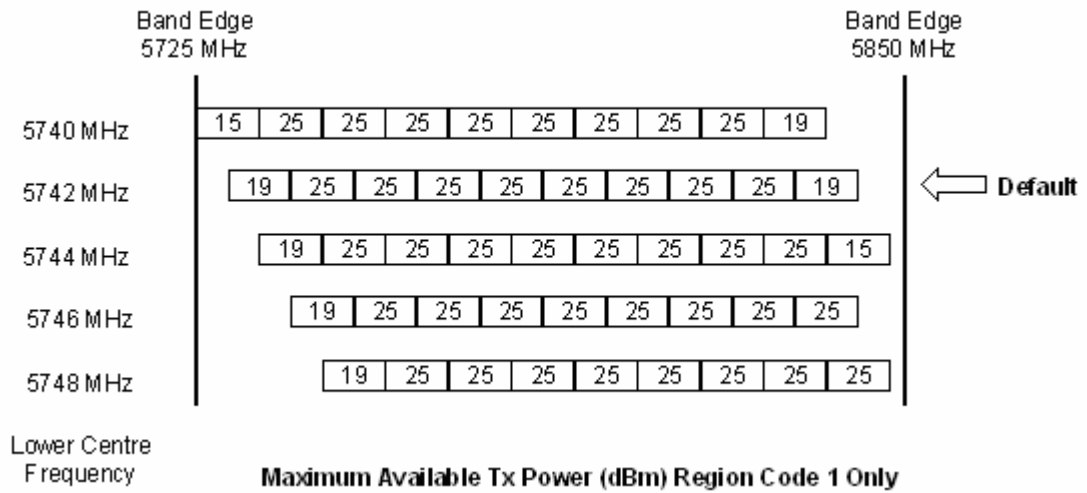 Band Edge
5725 MHz
Band Edge
5850 MHz
5740 MHz 15 25 25 25 25 25 25 25 25 19
5742 MHz 19 25 25 25 25 25 25 25 25 19
Default
5744 MHz 19 25 25 25 25 25 25 25 25 15
5746 MHz 19 25 25 25 25 25 25 25 25
5748 MHz 19 25 25 25 25 25 25 25 25
Lower Centre
Frequency
Maximum Available Tx Power (dBm) Region Code 1 Only